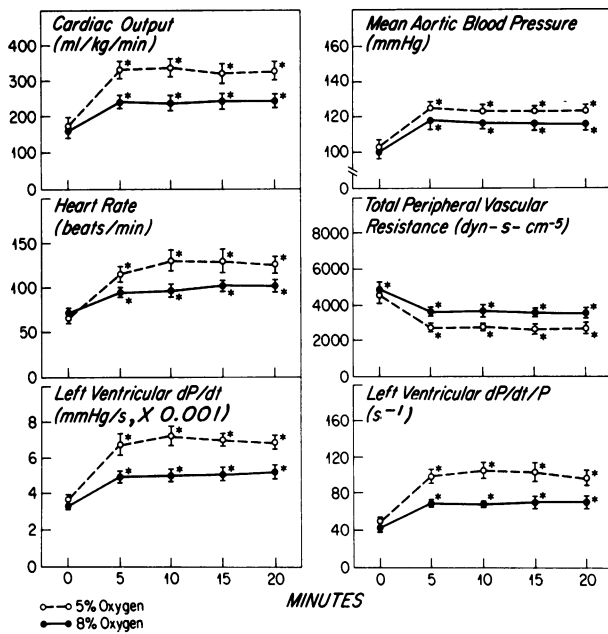 Cardiac Output
(ml/kg/min)
400
300
200
100
0
Mean Aortic Blood Pressure
(mmHg)
160
140
120
100
0
Heart Rate
(beats/min)
150
100
50
0
Total Peripheral Vascular
Resistance (dyn-s-cm⁻⁵)
8000
6000
4000
2000
0
Left Ventricular dP/dt
(mmHg/s, X 0.001)
8
6
4
2
0
Left Ventricular dP/dt/P
(s⁻¹)
160
120
80
40
0
0 5 10 15 20
0 5 10 15 20
MINUTES
5% Oxygen
8% Oxygen